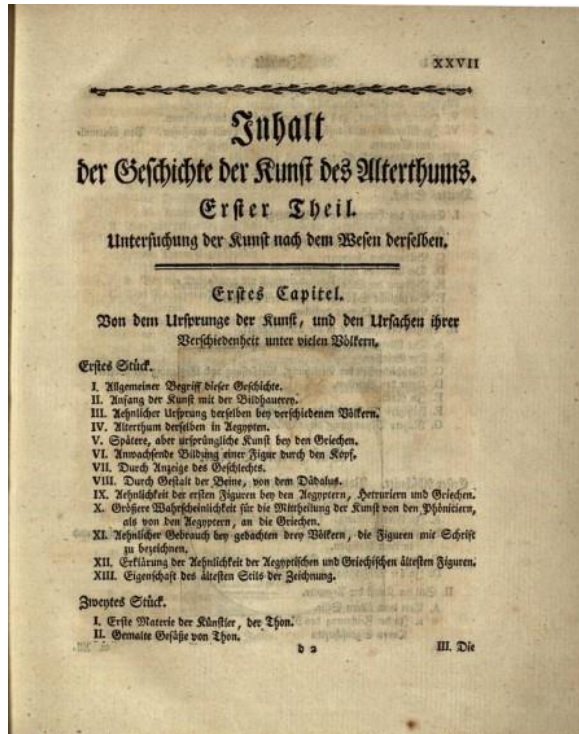 XXVII
Inhalt
der Geschichte der Kunst des Alterthums.
Erster Theil.
Untersuchung der Kunst nach dem Wesen derselben.
Erstes Capitel.
Von dem Ursprunge der Kunst, und den Ursachen ihrer
Verschiedenheit unter vielen Völkern.
Erstes Stück.
I. Allgemeiner Begriff dieser Geschichte.
II. Anfang der Kunst mit der Bildhauerey.
III. Aehnlicher Ursprung derselben bey verschiedenen Völkern.
IV. Alterthum derselben in Aegypten.
V. Spätere, aber ursprüngliche Kunst bey den Griechen.
VI. Anwachsende Bildung einer Figur durch den Kopf.
VII. Durch Anzeige des Geschlechts.
VIII. Durch Gestalt der Beine, von dem Dädalus.
IX. Aehnlichkeit der ersten Figuren bey den Aegyptern, Hetruriern und Griechen.
X. Größere Wahrscheinlichkeit für die Mittheilung der Kunst von den Phöniciern,
als von den Aegyptern, an die Griechen.
XI. Aehnlicher Gebrauch bey gedachten drey Völkern, die Figuren mit Schrift
zu bezeichnen.
XII. Erklärung der Aehnlichkeit der Aegyptischen und Griechischen ältesten Figuren.
XIII. Eigenschaft des ältesten Stils der Zeichnung.
Zweytes Stück.
I. Erste Materie der Künstler, der Thon.
II. Gemalte Gefäße von Thon.
d 2 III. Die